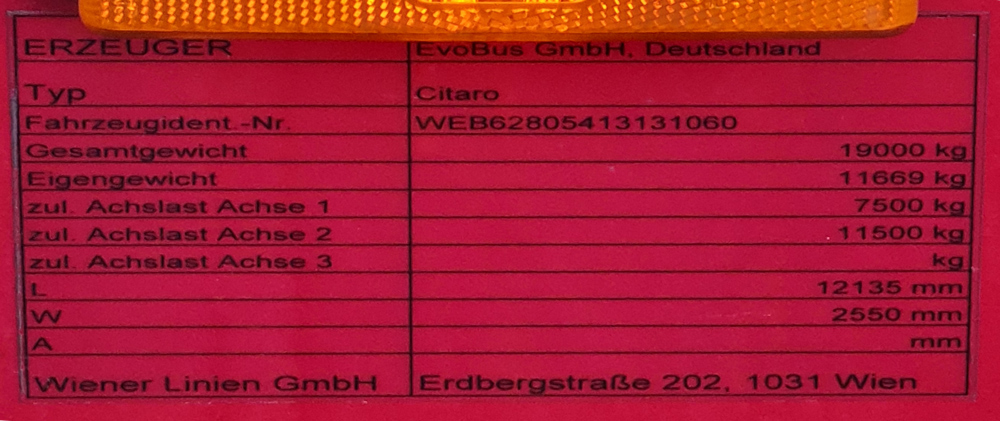 ERZEUGER EvoBus GmbH, Deutschland
Typ Citaro
Fahrzeugident.-Nr. WEB62805413131060
Gesamtgewicht 19000 kg
Eigengewicht 11669 kg
zul. Achslast Achse 1 7500 kg
zul. Achslast Achse 2 11500 kg
zul. Achslast Achse 3 kg
L 12135 mm
W 2550 mm
A mm
Wiener Linien GmbH Erdbergstraße 202, 1031 Wien